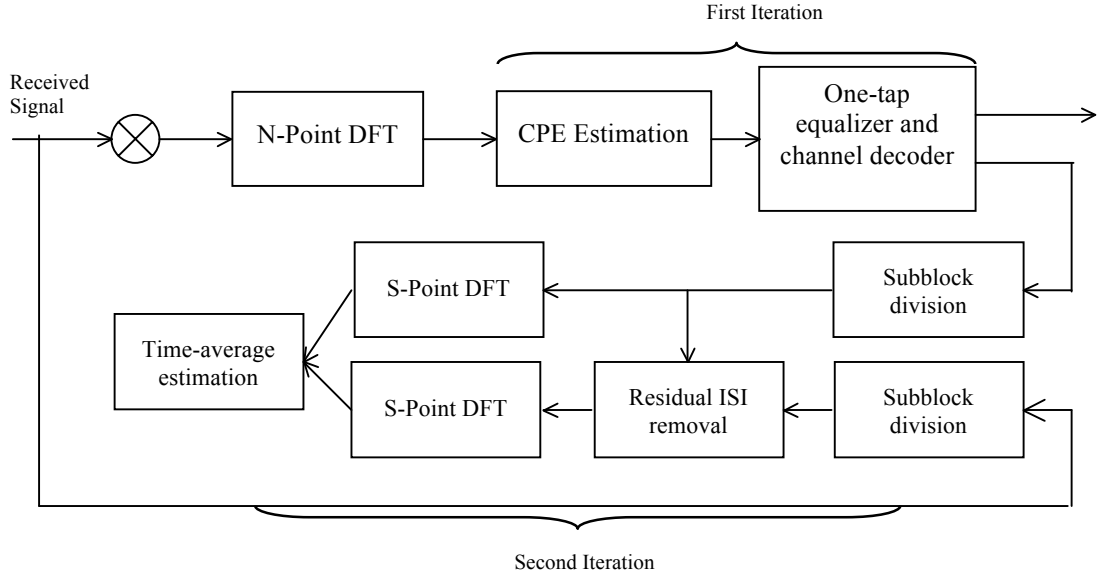 First Iteration
Received
Signal
N-Point DFT
CPE Estimation
One-tap
equalizer and
channel decoder
S-Point DFT
Subblock
division
Time-average
estimation
S-Point DFT
Residual ISI
removal
Subblock
division
Second Iteration